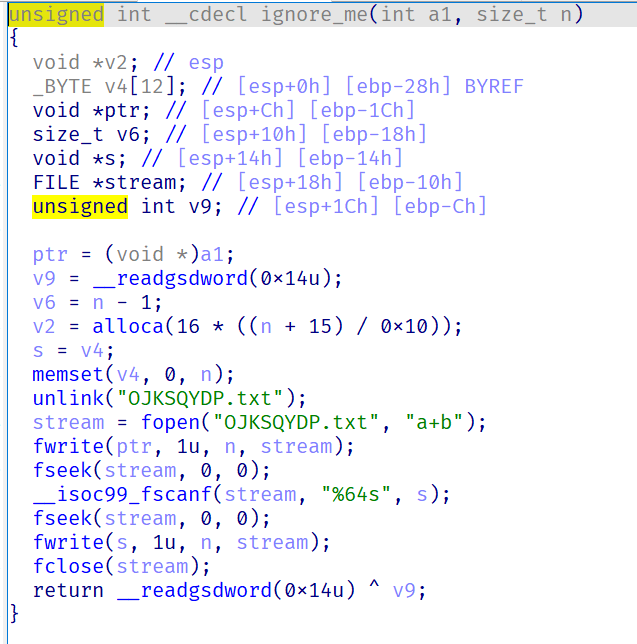 unsigned int __cdecl ignore_me(int a1, size_t n)
{
  void *v2; // esp
  _BYTE v4[12]; // [esp+0h] [ebp-28h] BYREF
  void *ptr; // [esp+Ch] [ebp-1Ch]
  size_t v6; // [esp+10h] [ebp-18h]
  void *s; // [esp+14h] [ebp-14h]
  FILE *stream; // [esp+18h] [ebp-10h]
  unsigned int v9; // [esp+1Ch] [ebp-Ch]

  ptr = (void *)a1;
  v9 = __readgsdword(0x14u);
  v6 = n - 1;
  v2 = alloca(16 * ((n + 15) / 0x10));
  s = v4;
  memset(v4, 0, n);
  unlink("OJKSQYDP.txt");
  stream = fopen("OJKSQYDP.txt", "a+b");
  fwrite(ptr, 1u, n, stream);
  fseek(stream, 0, 0);
  __isoc99_fscanf(stream, "%64s", s);
  fseek(stream, 0, 0);
  fwrite(s, 1u, n, stream);
  fclose(stream);
  return __readgsdword(0x14u) ^ v9;
}